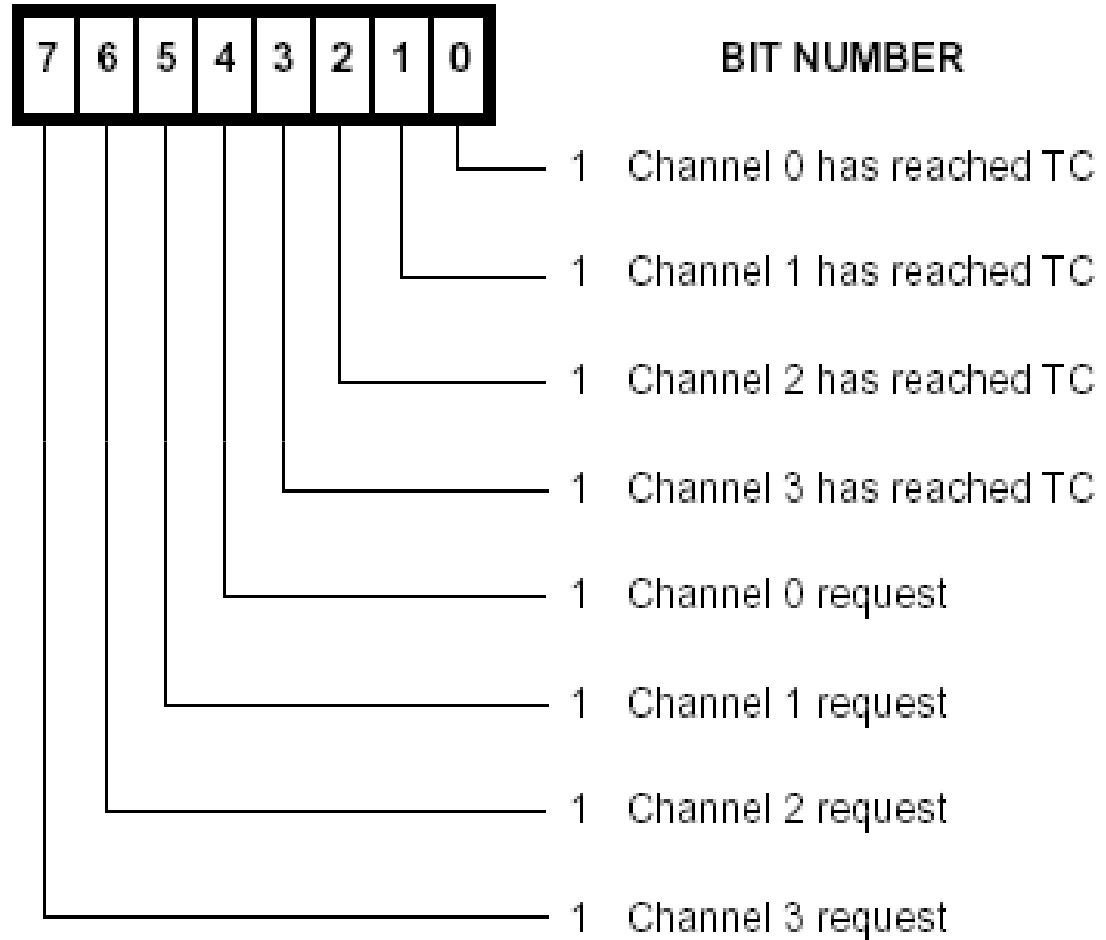 7 6 5 4 3 2 1 0 BIT NUMBER
1 Channel 0 has reached TC
1 Channel 1 has reached TC
1 Channel 2 has reached TC
1 Channel 3 has reached TC
1 Channel 0 request
1 Channel 1 request
1 Channel 2 request
1 Channel 3 request